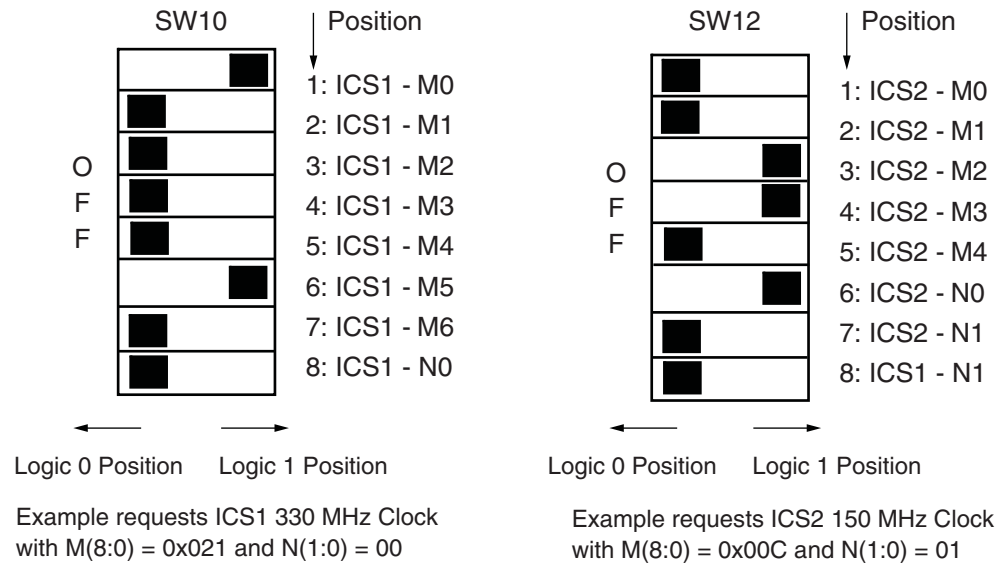 SW10
Position
1: ICS1 - M0
2: ICS1 - M1
3: ICS1 - M2
4: ICS1 - M3
5: ICS1 - M4
6: ICS1 - M5
7: ICS1 - M6
8: ICS1 - N0
O
F
F
Logic 0 Position
Logic 1 Position
Example requests ICS1 330 MHz Clock
with M(8:0) = 0x021 and N(1:0) = 00
SW12
Position
1: ICS2 - M0
2: ICS2 - M1
3: ICS2 - M2
4: ICS2 - M3
5: ICS2 - M4
6: ICS2 - N0
7: ICS2 - N1
8: ICS1 - N1
O
F
F
Logic 0 Position
Logic 1 Position
Example requests ICS2 150 MHz Clock
with M(8:0) = 0x00C and N(1:0) = 01